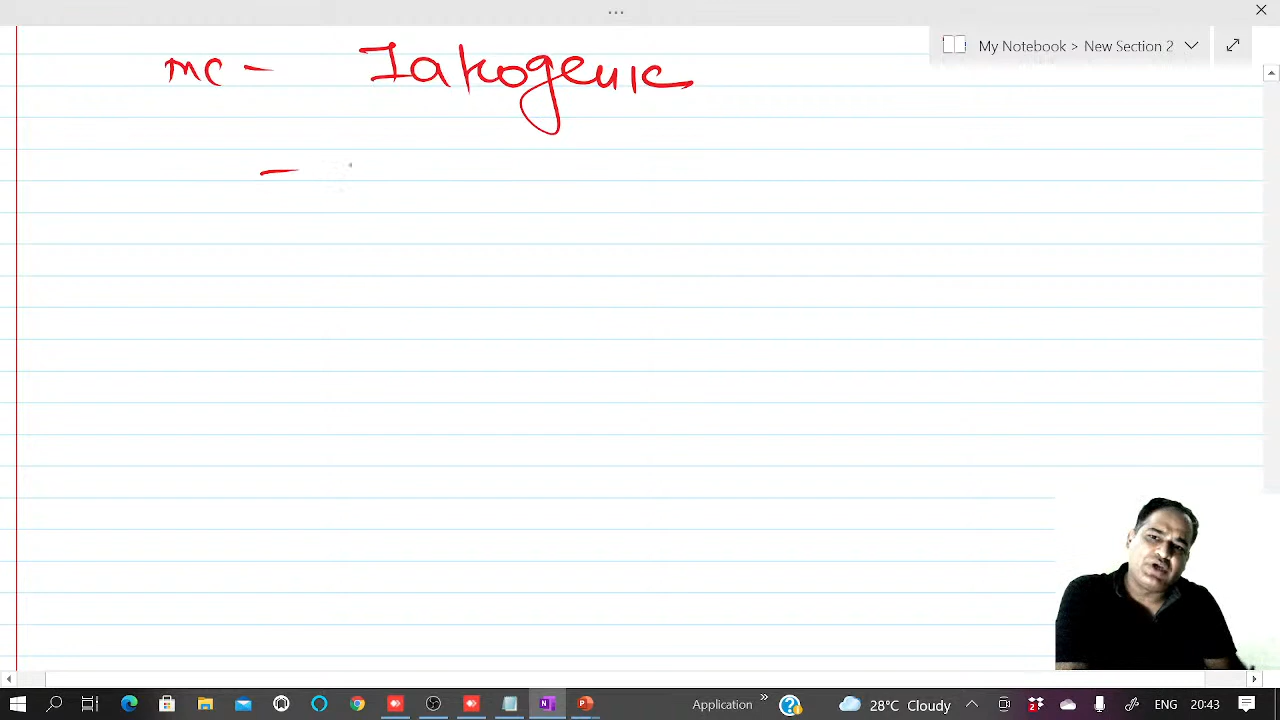 ...
My Notebook > New Section 2
mc - Iatrogenic
-
Application
28°C Cloudy
ENG
20:43